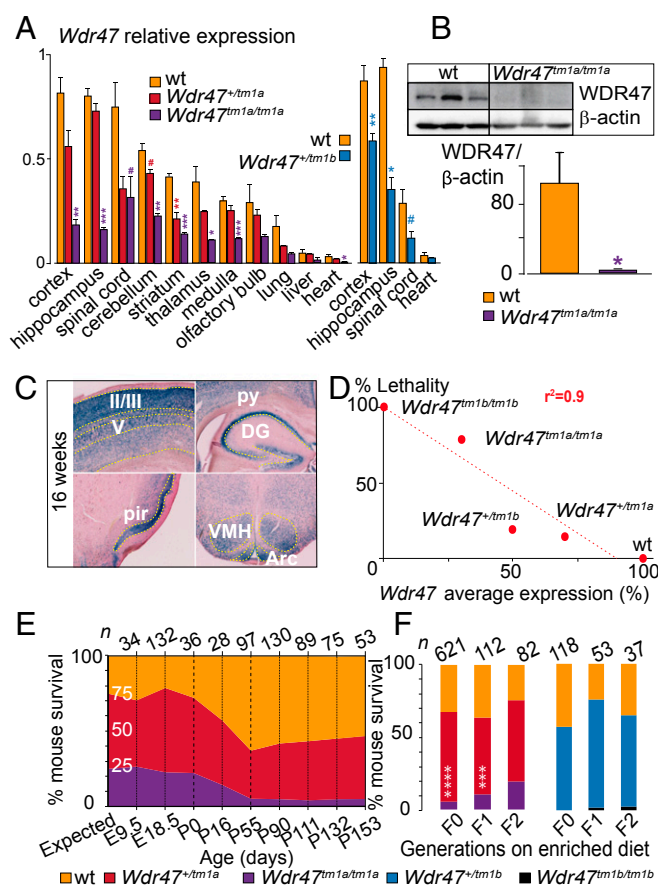 A
Wdr47 relative expression
1
0.5
0
wt
Wdr47+/tm1a
Wdr47tm1a/tm1a
wt
Wdr47+/tm1b
** *** # # ** ** *** * *** * ** * #
cortex
hippocampus
spinal cord
cerebellum
striatum
thalamus
medulla
olfactory bulb
lung
liver
heart
cortex
hippocampus
spinal cord
heart
B
wt
Wdr47tm1a/tm1a
WDR47
β-actin
WDR47/
β-actin
80
0
*
wt
Wdr47tm1a/tm1a
C
16 weeks
II/III
V
py
DG
pir
VMH
Arc
D
% Lethality
r²=0.9
100
50
0
Wdr47tm1b/tm1b
Wdr47tm1a/tm1a
Wdr47+/tm1b
Wdr47+/tm1a
wt
0
50
100
Wdr47 average expression (%)
E
n
34 132 36 28 97 130 89 75 53
% mouse survival
100
50
0
75
50
25
Expected
E9.5
E18.5
P0
P16
P55
P90
P111
P132
P153
Age (days)
F
n
621 112 82 118 53 37
% mouse survival
100
50
0
****
***
F0 F1 F2 F0 F1 F2
Generations on enriched diet
wt
Wdr47+/tm1a
Wdr47tm1a/tm1a
Wdr47+/tm1b
Wdr47tm1b/tm1b